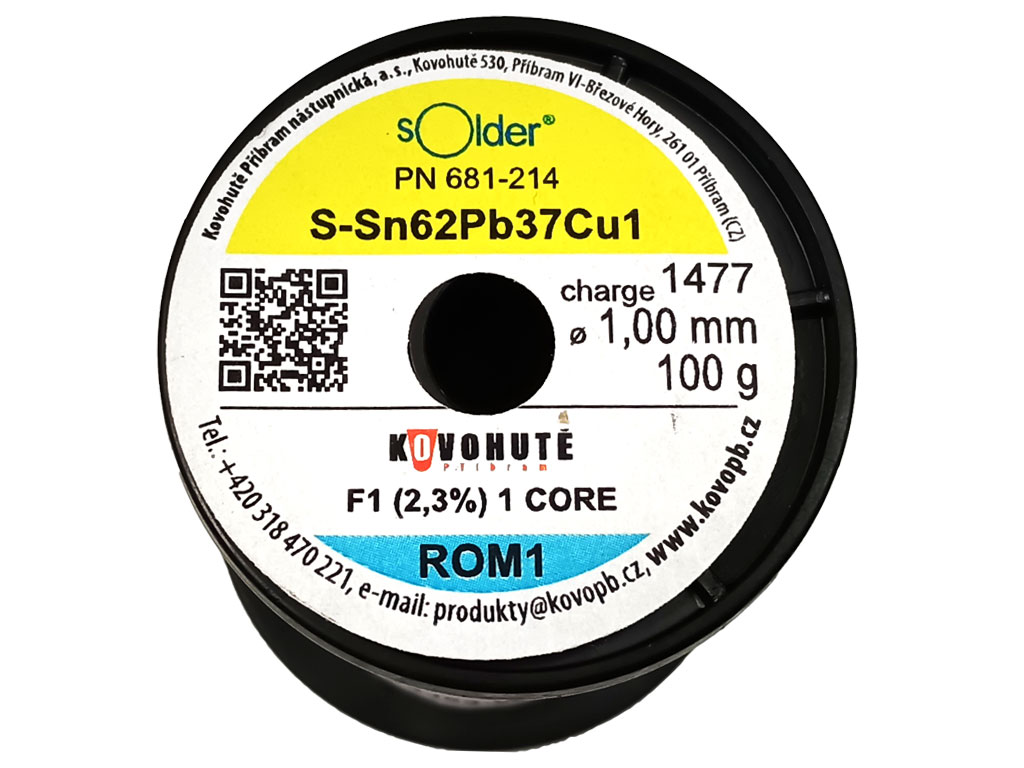 Kovohutě Příbram nástupnická, a.s., Kovohutě 530, Příbram VI-Březové Hory, 261 01 Příbram (CZ)
sOlder®
PN 681-214
S-Sn62Pb37Cu1
charge 1477
ø 1,00 mm
100 g
KOVOHUTĚ
Příbram
F1 (2,3%) 1 CORE
ROM1
Tel.: +420 318 470 221, e-mail: produkty@kovopb.cz, www.kovopb.cz